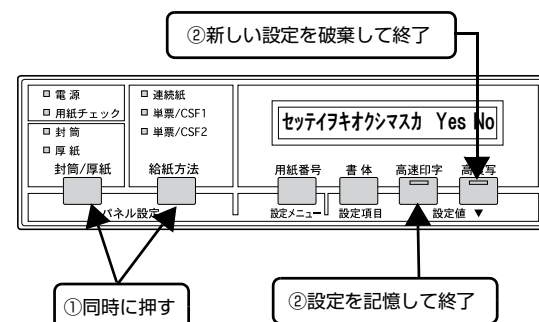 ②新しい設定を破棄して終了
電源
用紙チェック
封筒
厚紙
連続紙
単票/CSF1
単票/CSF2
セッテイヲキオクシマスカ Yes No
封筒/厚紙
給紙方法
用紙番号
書体
高速印字
パネル設定
設定メニュー
設定項目
設定値 ▼
①同時に押す
②設定を記憶して終了